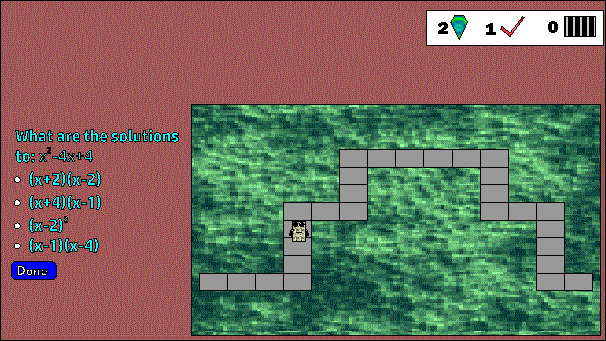 2 1 0
What are the solutions
to: x²-4x+4
(x+2)(x-2)
(x+4)(x-1)
(x-2)²
(x-1)(x-4)
Done